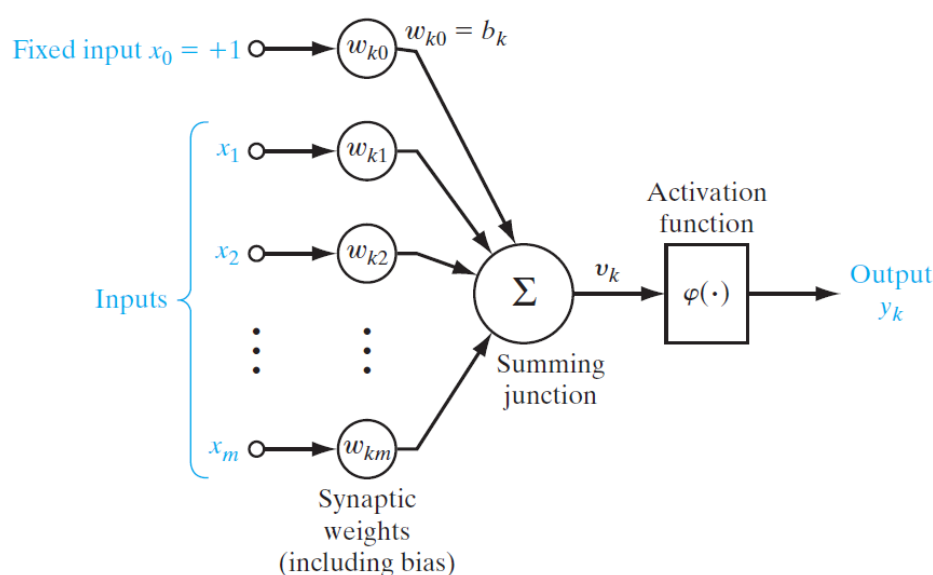 Fixed input x₀ = +1
wₖ₀
wₖ₀ = bₖ
x₁
wₖ₁
x₂
wₖ₂
Inputs
xₘ
wₖₘ
Σ
Summing
junction
vₖ
Activation
function
φ(·)
Output
yₖ
Synaptic
weights
(including bias)